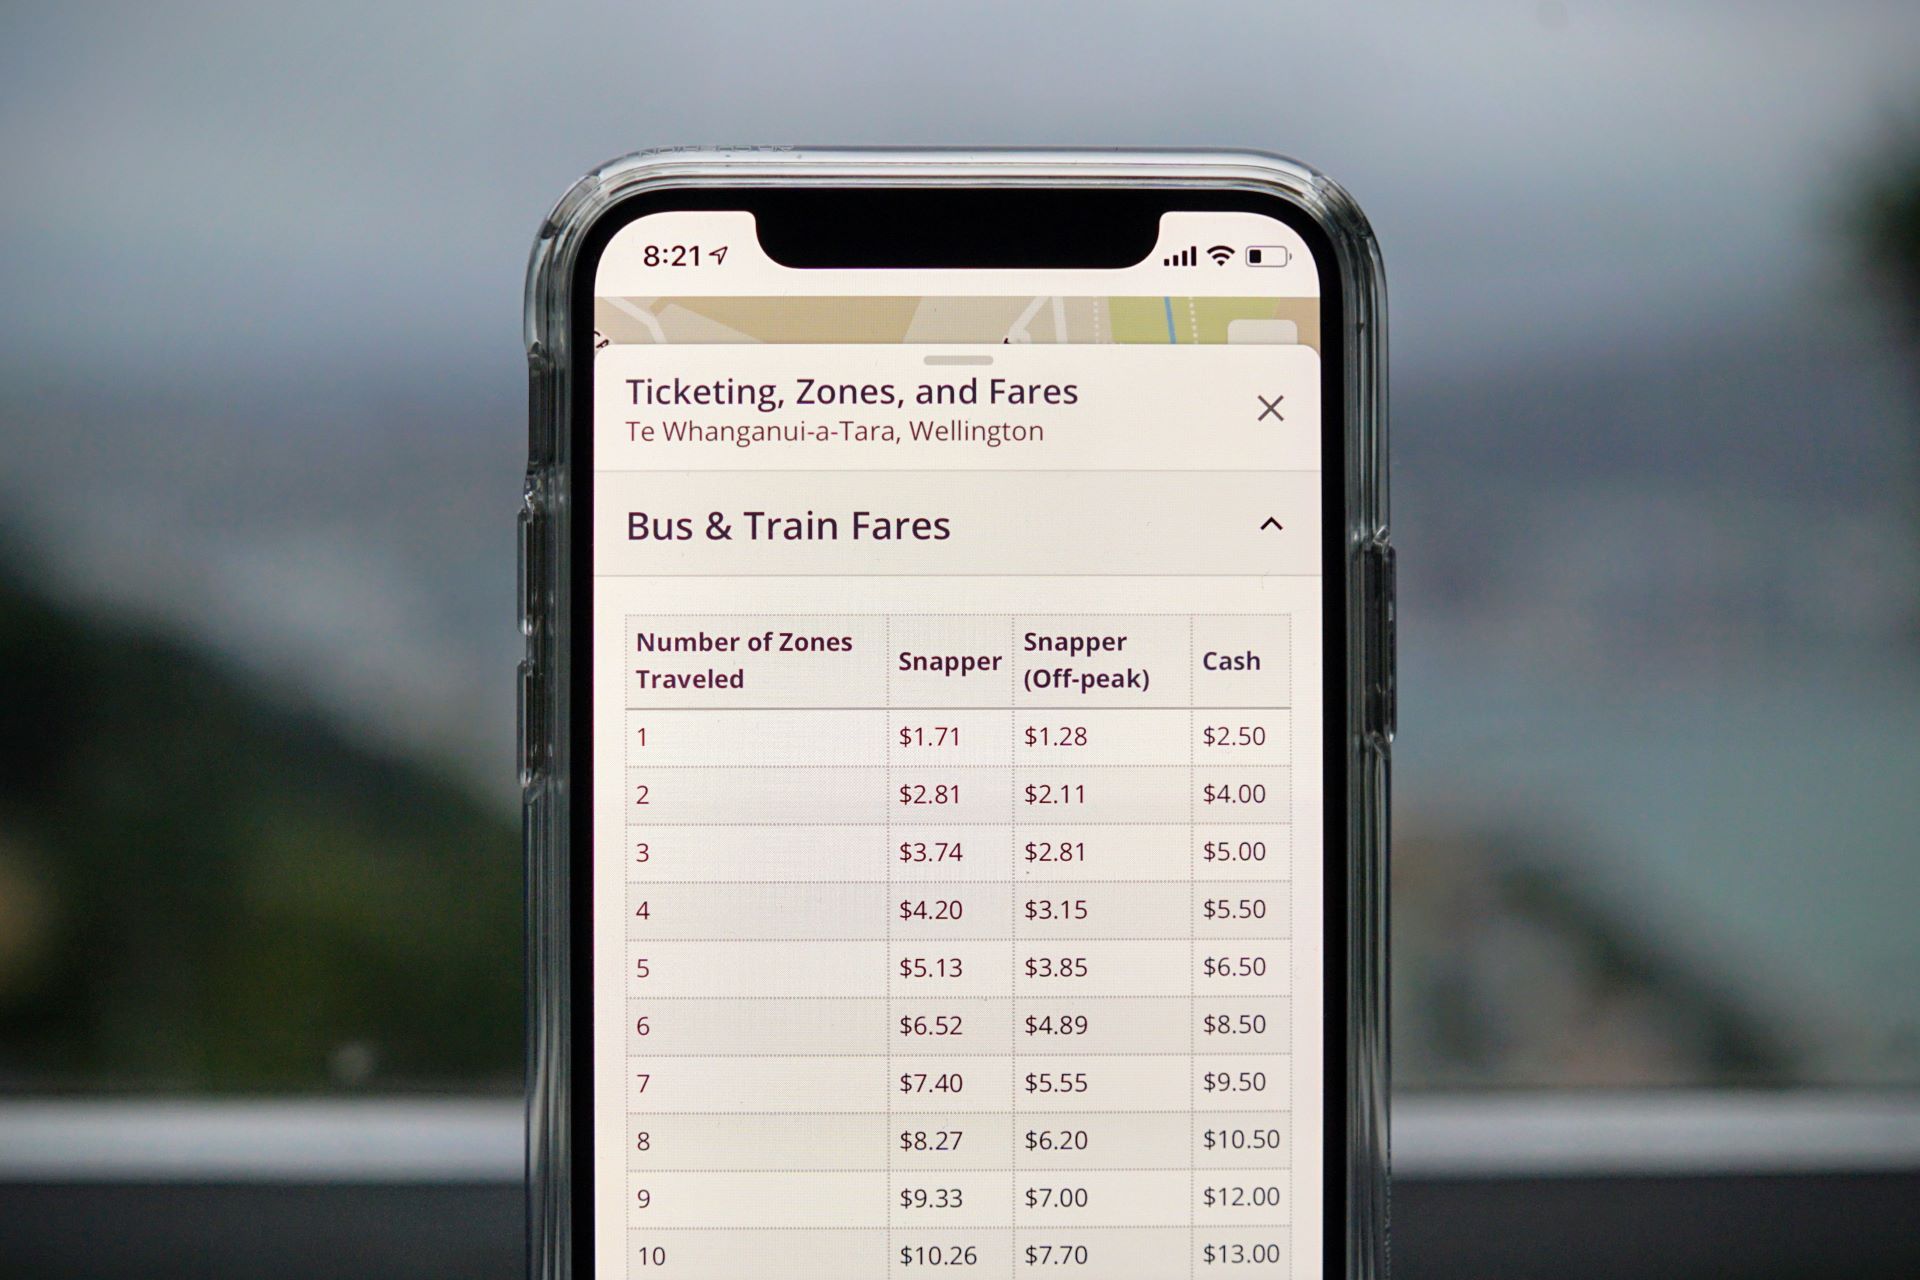 8:21
Ticketing, Zones, and Fares
Te Whanganui-a-Tara, Wellington
Bus & Train Fares
Number of Zones Traveled Snapper Snapper (Off-peak) Cash
1 $1.71 $1.28 $2.50
2 $2.81 $2.11 $4.00
3 $3.74 $2.81 $5.00
4 $4.20 $3.15 $5.50
5 $5.13 $3.85 $6.50
6 $6.52 $4.89 $8.50
7 $7.40 $5.55 $9.50
8 $8.27 $6.20 $10.50
9 $9.33 $7.00 $12.00
10 $10.26 $7.70 $13.00